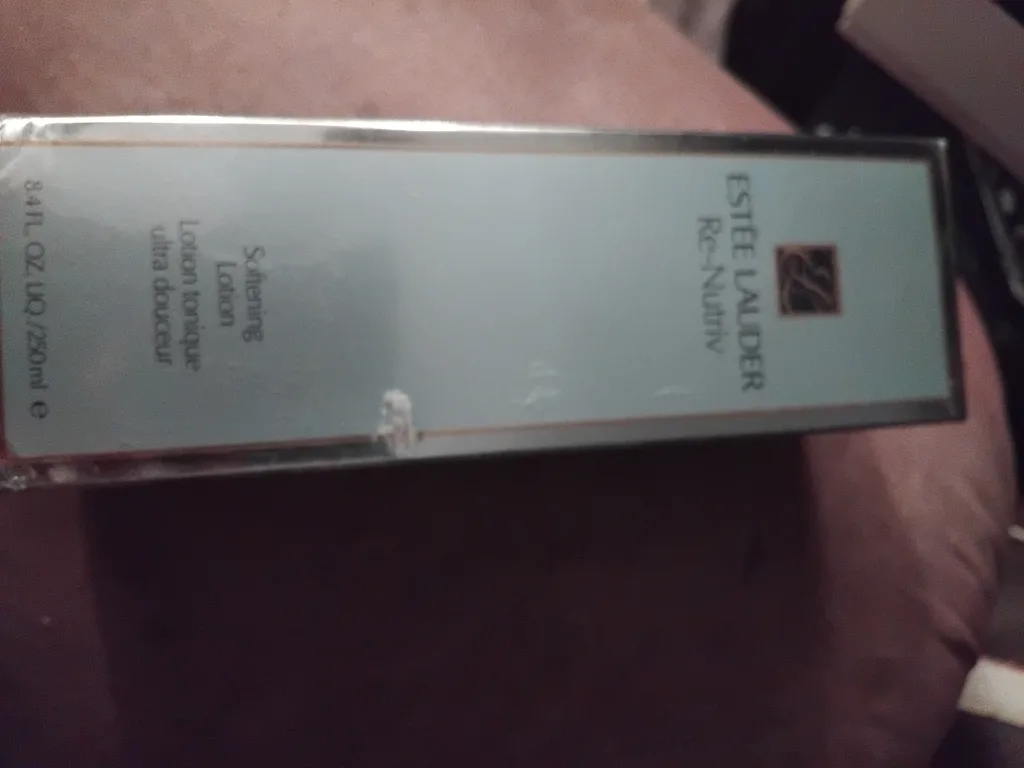 ESTĒE LAUDER
Re-Nutriv
Softening
Lotion
Lotion tonique
ultra douceur
8.4 FL. OZ. LIQ./250 ml ℮